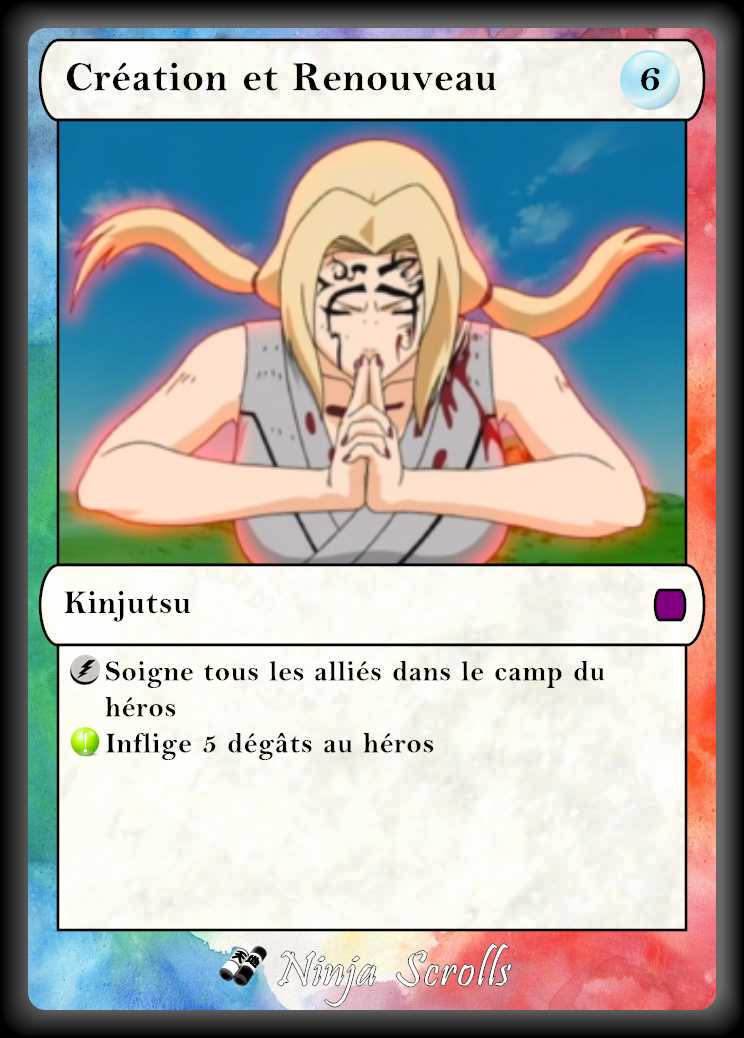 Création et Renouveau
6
Kinjutsu
Soigne tous les alliés dans le camp du
héros
Inflige 5 dégâts au héros
Ninja Scrolls